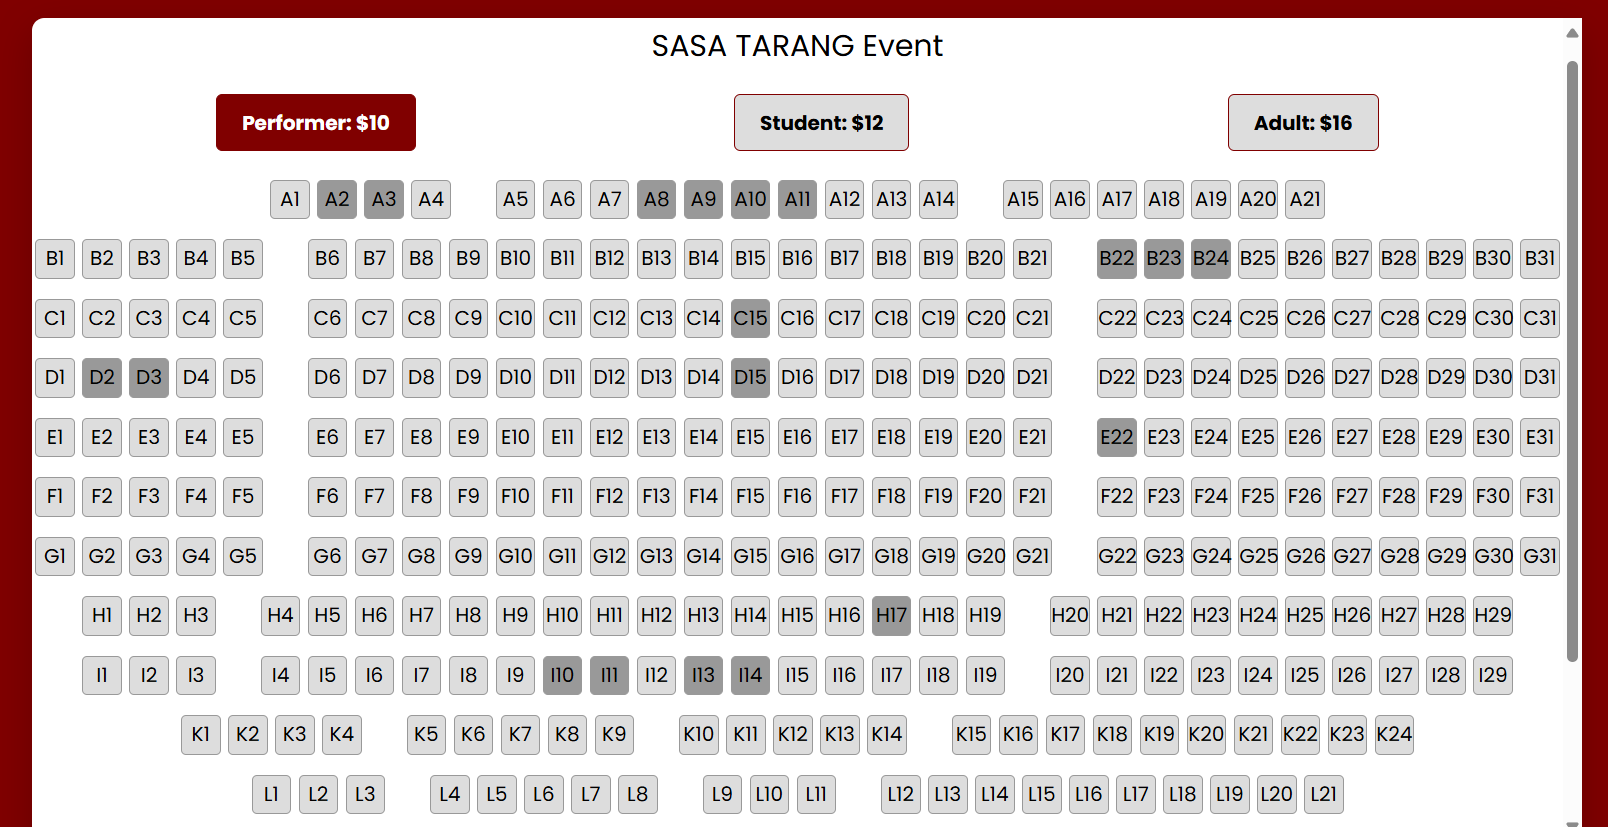 SASA TARANG Event
Performer: $10 Student: $12 Adult: $16
A1 A2 A3 A4 A5 A6 A7 A8 A9 A10 A11 A12 A13 A14 A15 A16 A17 A18 A19 A20 A21
B1 B2 B3 B4 B5 B6 B7 B8 B9 B10 B11 B12 B13 B14 B15 B16 B17 B18 B19 B20 B21 B22 B23 B24 B25 B26 B27 B28 B29 B30 B31
C1 C2 C3 C4 C5 C6 C7 C8 C9 C10 C11 C12 C13 C14 C15 C16 C17 C18 C19 C20 C21 C22 C23 C24 C25 C26 C27 C28 C29 C30 C31
D1 D2 D3 D4 D5 D6 D7 D8 D9 D10 D11 D12 D13 D14 D15 D16 D17 D18 D19 D20 D21 D22 D23 D24 D25 D26 D27 D28 D29 D30 D31
E1 E2 E3 E4 E5 E6 E7 E8 E9 E10 E11 E12 E13 E14 E15 E16 E17 E18 E19 E20 E21 E22 E23 E24 E25 E26 E27 E28 E29 E30 E31
F1 F2 F3 F4 F5 F6 F7 F8 F9 F10 F11 F12 F13 F14 F15 F16 F17 F18 F19 F20 F21 F22 F23 F24 F25 F26 F27 F28 F29 F30 F31
G1 G2 G3 G4 G5 G6 G7 G8 G9 G10 G11 G12 G13 G14 G15 G16 G17 G18 G19 G20 G21 G22 G23 G24 G25 G26 G27 G28 G29 G30 G31
H1 H2 H3 H4 H5 H6 H7 H8 H9 H10 H11 H12 H13 H14 H15 H16 H17 H18 H19 H20 H21 H22 H23 H24 H25 H26 H27 H28 H29
I1 I2 I3 I4 I5 I6 I7 I8 I9 I10 I11 I12 I13 I14 I15 I16 I17 I18 I19 I20 I21 I22 I23 I24 I25 I26 I27 I28 I29
K1 K2 K3 K4 K5 K6 K7 K8 K9 K10 K11 K12 K13 K14 K15 K16 K17 K18 K19 K20 K21 K22 K23 K24
L1 L2 L3 L4 L5 L6 L7 L8 L9 L10 L11 L12 L13 L14 L15 L16 L17 L18 L19 L20 L21